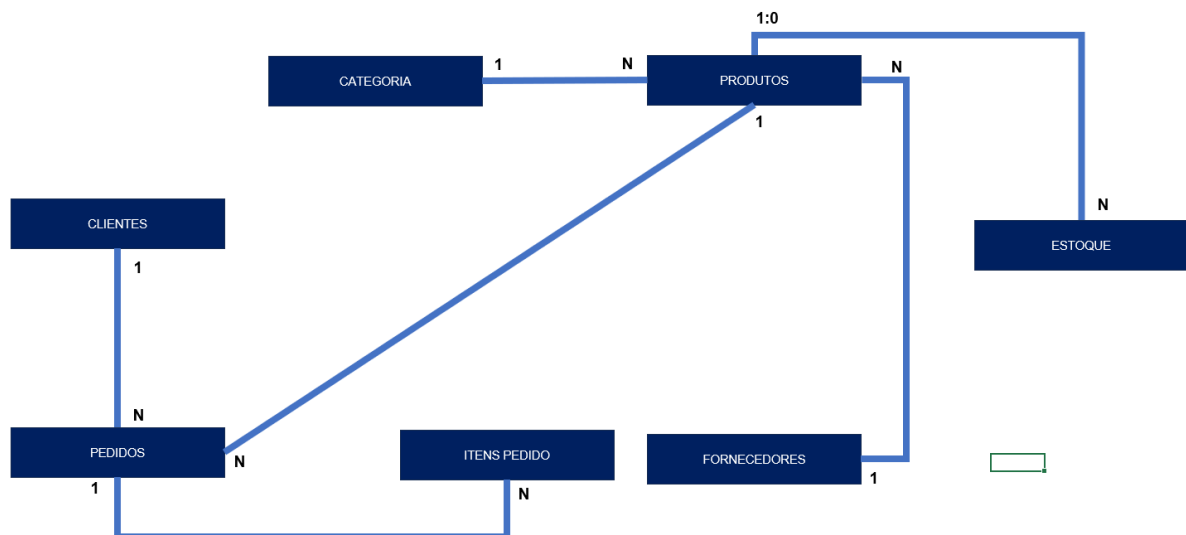 1:0
1
N
N
CATEGORIA
PRODUTOS
1
N
CLIENTES
ESTOQUE
1
N
PEDIDOS
ITENS PEDIDO
FORNECEDORES
N
1
1
N